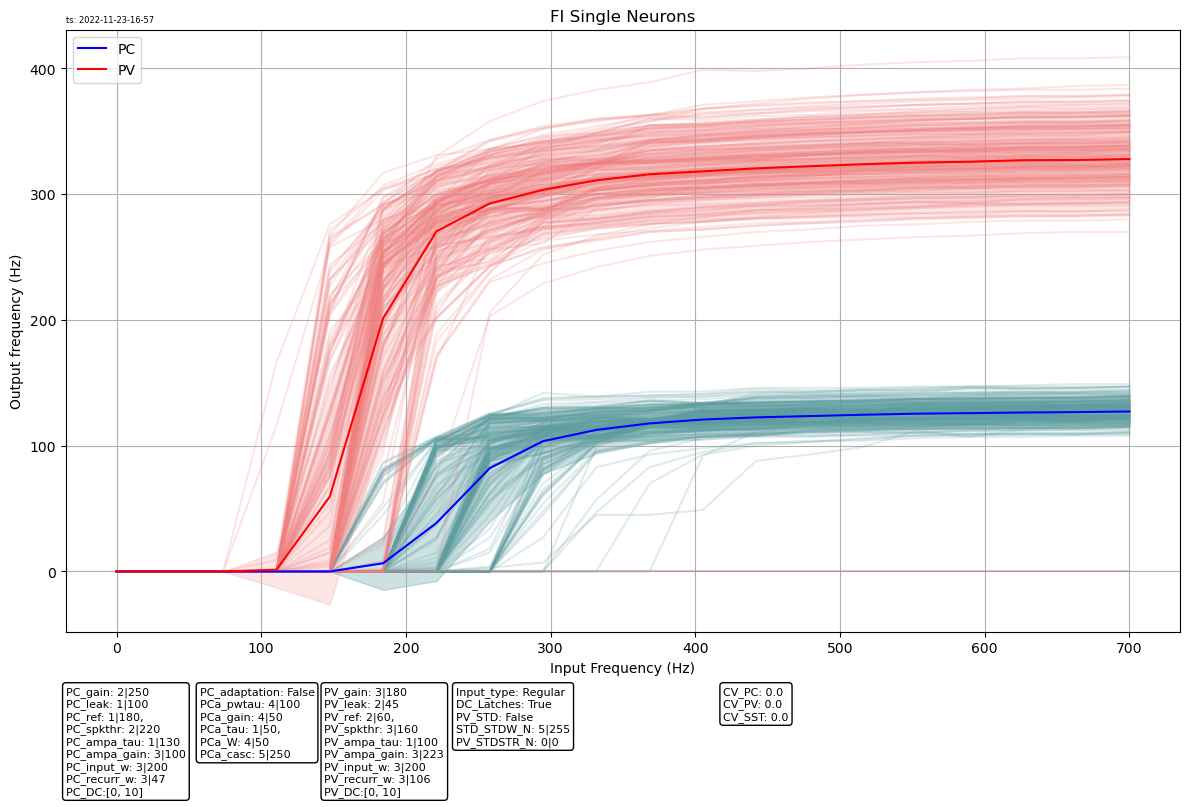 ts: 2022-11-23-16-57
FI Single Neurons
PC
PV
Output frequency (Hz)
400
300
200
100
0
0 100 200 300 400 500 600 700
Input Frequency (Hz)
PC_gain: 2|250
PC_leak: 1|100
PC_ref: 1|180,
PC_spkthr: 2|220
PC_ampa_tau: 1|130
PC_ampa_gain: 3|100
PC_input_w: 3|200
PC_recurr_w: 3|47
PC_DC:[0, 10]
PC_adaptation: False
PCa_pwtau: 4|100
PCa_gain: 4|50
PCa_tau: 1|50,
PCa_W: 4|50
PCa_casc: 5|250
PV_gain: 3|180
PV_leak: 2|45
PV_ref: 2|60,
PV_spkthr: 3|160
PV_ampa_tau: 1|100
PV_ampa_gain: 3|223
PV_input_w: 3|200
PV_recurr_w: 3|106
PV_DC:[0, 10]
Input_type: Regular
DC_Latches: True
PV_STD: False
STD_STDW_N: 5|255
PV_STDSTR_N: 0|0
CV_PC: 0.0
CV_PV: 0.0
CV_SST: 0.0